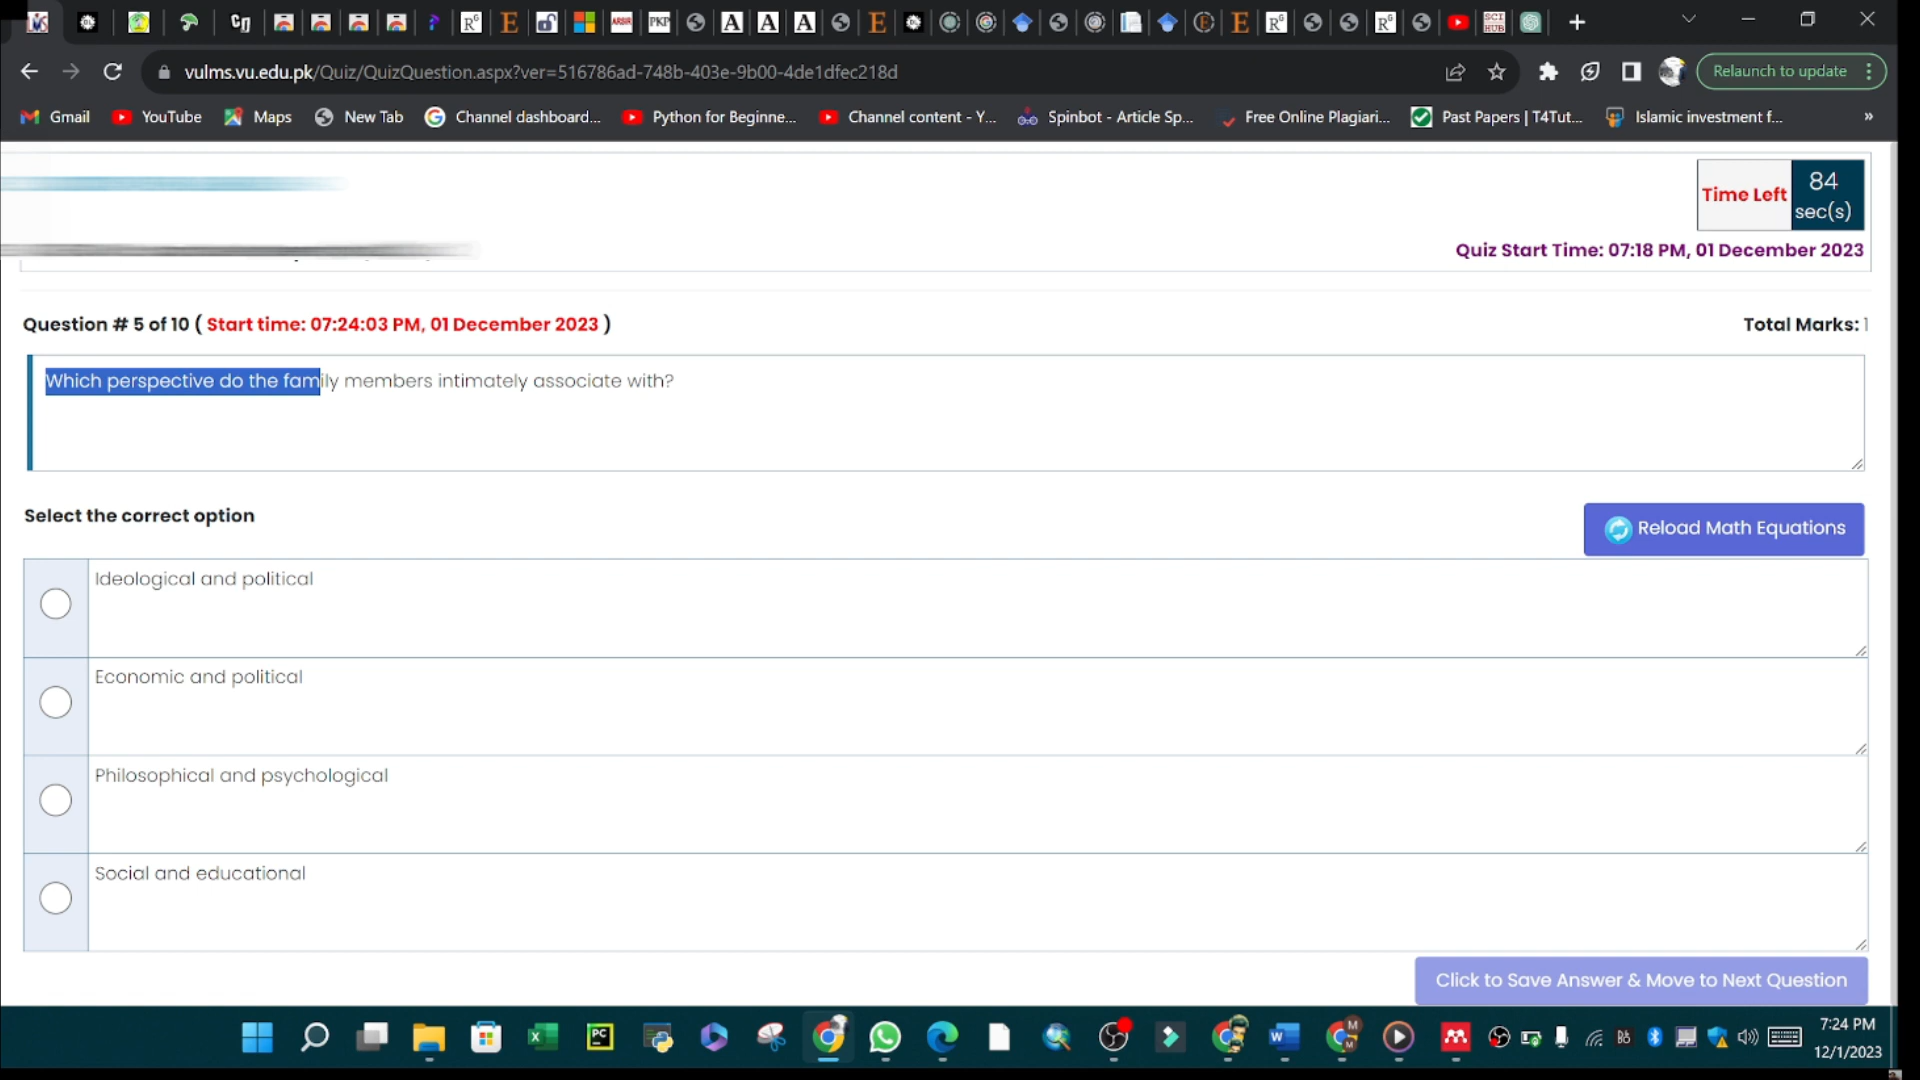 vulms.vu.edu.pk/Quiz/QuizQuestion.aspx?ver=516786ad-748b-403e-9b00-4de1dfec218d
Relaunch to update
Gmail
YouTube
Maps
New Tab
Channel dashboard...
Python for Beginne...
Channel content - Y...
Spinbot - Article Sp...
Free Online Plagiari...
Past Papers | T4Tut...
Islamic investment f...
»
Time Left
84
sec(s)
Quiz Start Time: 07:18 PM, 01 December 2023
Question # 5 of 10 ( Start time: 07:24:03 PM, 01 December 2023 )
Total Marks: 1
Which perspective do the family members intimately associate with?
Select the correct option
Reload Math Equations
Ideological and political
Economic and political
Philosophical and psychological
Social and educational
Click to Save Answer & Move to Next Question
7:24 PM
12/1/2023